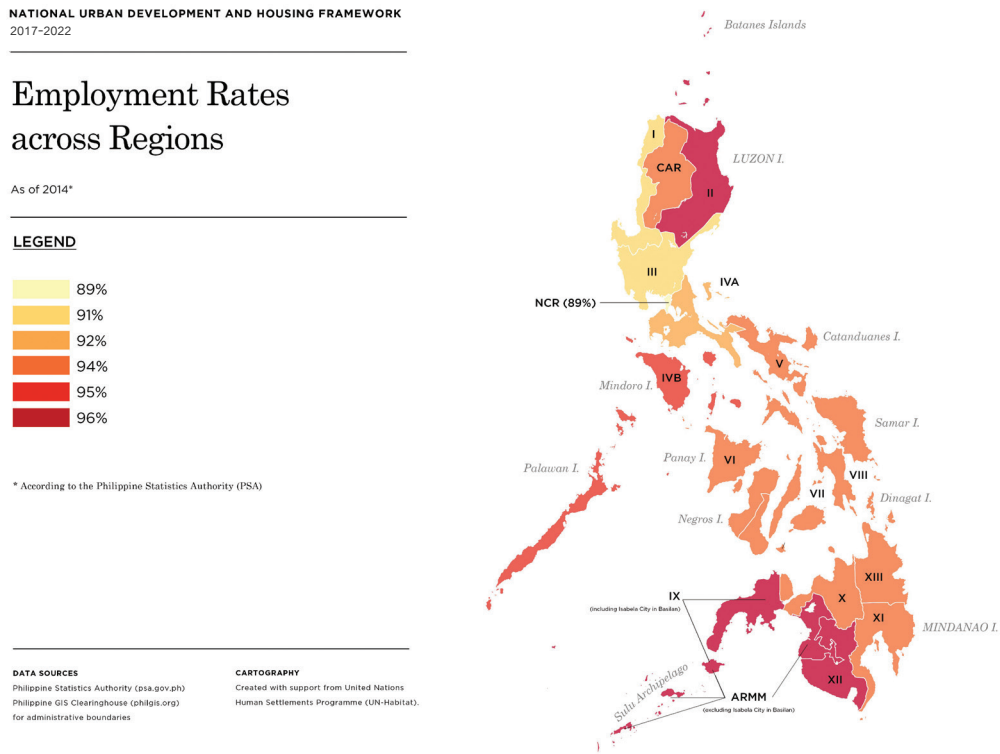 NATIONAL URBAN DEVELOPMENT AND HOUSING FRAMEWORK
2017-2022
Employment Rates
across Regions
As of 2014*
LEGEND
89%
91%
92%
94%
95%
96%
* According to the Philippine Statistics Authority (PSA)
DATA SOURCES
Philippine Statistics Authority (psa.gov.ph)
Philippine GIS Clearinghouse (philgis.org)
for administrative boundaries
CARTOGRAPHY
Created with support from United Nations
Human Settlements Programme (UN-Habitat).
Batanes Islands
I
CAR
LUZON I.
II
III
IVA
NCR (89%)
Catanduanes I.
V
IVB
Mindoro I.
Samar I.
Panay I.
VI
Palawan I.
VIII
VII
Dinagat I.
Negros I.
XIII
IX
(including Isabela City in Basilan)
X
XI
MINDANAO I.
XII
Sulu Archipelago
ARMM
(excluding Isabela City in Basilan)